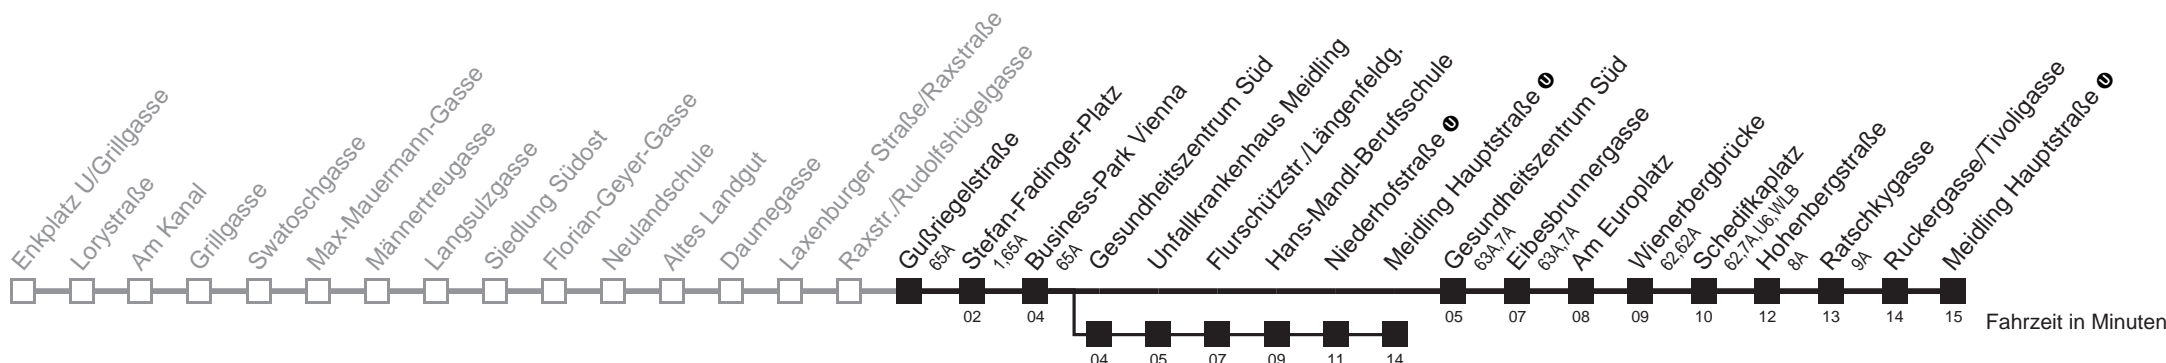 Enkplatz U/Grillgasse
Lorystraße
Am Kanal
Grillgasse
Swatoschgasse
Max-Mauermann-Gasse
Männertreugasse
Langsulzgasse
Siedlung Südost
Florian-Geyer-Gasse
Neulandschule
Altes Landgut
Daumegasse
Laxenburger Straße/Raxstraße
Raxstr./Rudolfshügelgasse
Gußriegelstraße
65A
Stefan-Fadinger-Platz
1,65A
Business-Park Vienna
65A
Gesundheitszentrum Süd
Unfallkrankenhaus Meidling
Flurschützstr./Längenfeldg.
Hans-Mandl-Berufsschule
Niederhofstraße U
Meidling Hauptstraße U
Gesundheitszentrum Süd
63A,7A
Eibesbrunnergasse
63A,7A
Am Europlatz
Wienerbergbrücke
62,62A
Schedifkaplatz
62,7A,U6,WLB
Hohenbergstraße
8A
Ratschkygasse
9A
Ruckergasse/Tivoligasse
Meidling Hauptstraße U
02 04 05 07 08 09 10 12 13 14 15
Fahrzeit in Minuten
04 05 07 09 11 14